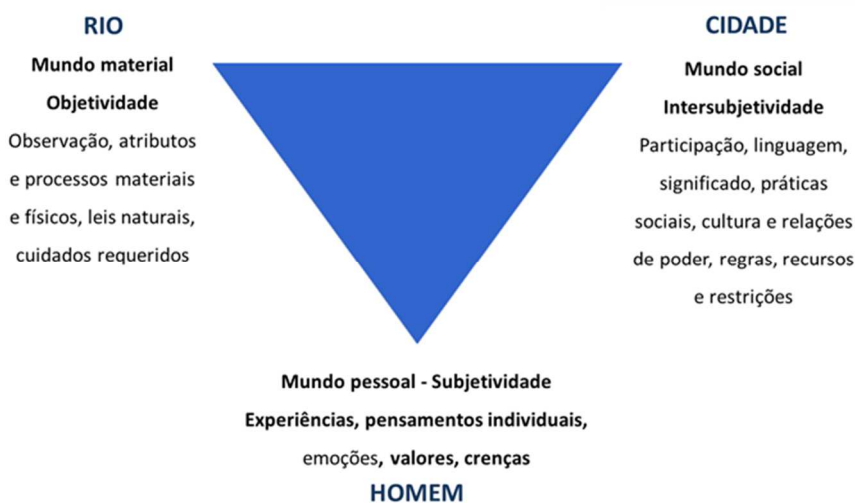 RIO
Mundo material
Objetividade
Observação, atributos
e processos materiais
e físicos, leis naturais,
cuidados requeridos
CIDADE
Mundo social
Intersubjetividade
Participação, linguagem,
significado, práticas
sociais, cultura e relações
de poder, regras, recursos
e restrições
Mundo pessoal - Subjetividade
Experiências, pensamentos individuais,
emoções, valores, crenças
HOMEM